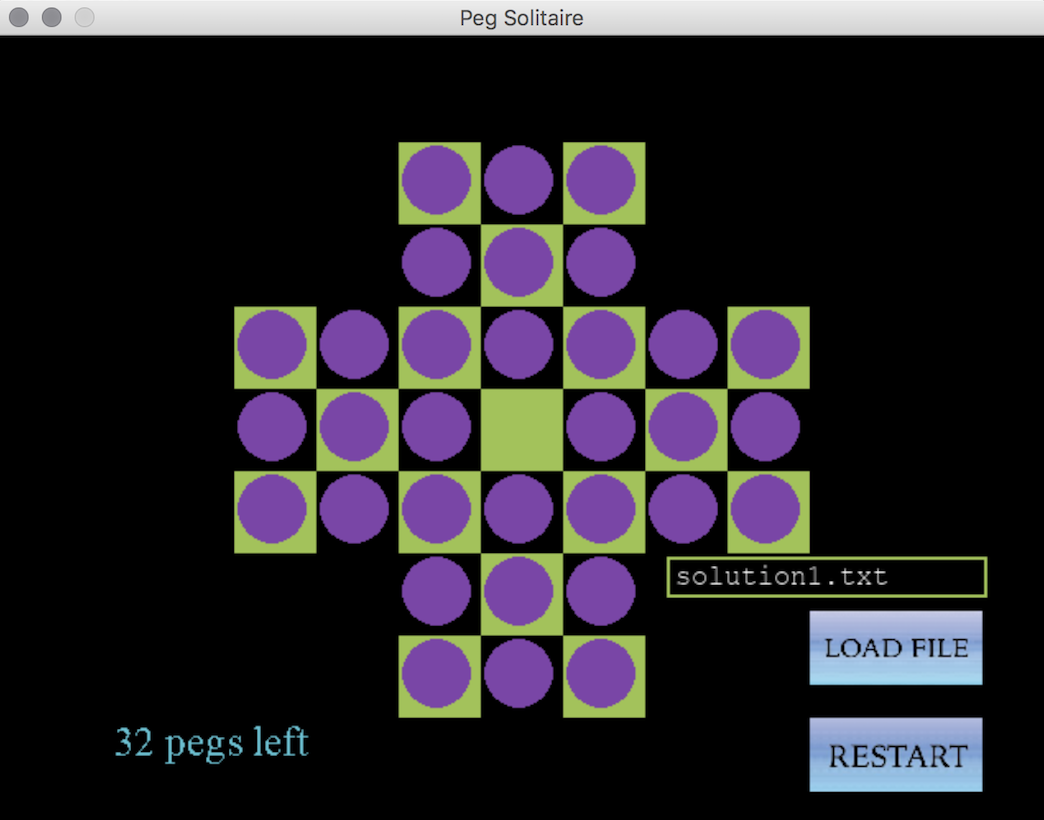 Peg Solitaire
solution1.txt
LOAD FILE
32 pegs left
RESTART